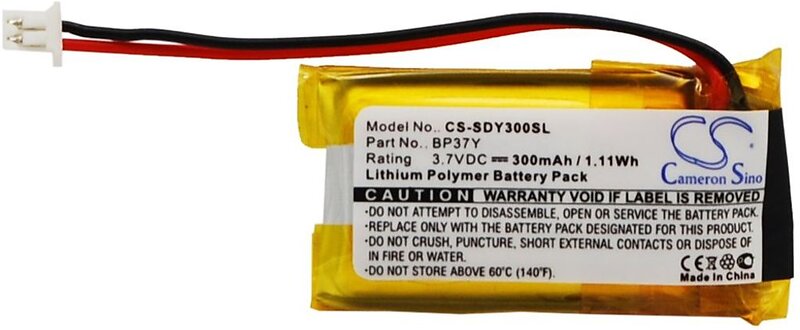 Model No.. CS-SDY300SL
Part No.: BP37Y
Rating 3.7VDC ⎓ 300mAh / 1.11Wh
Lithium Polymer Battery Pack
CS
Cameron Sino
CAUTION WARRANTY VOID IF LABEL IS REMOVED
•DO NOT ATTEMPT TO DISASSEMBLE, OPEN OR SERVICE THE BATTERY PACK.
•REPLACE ONLY WITH THE BATTERY PACK DESIGNATED FOR THIS EQUIPMENT.
•DO NOT CRUSH, PUNCTURE, SHORT EXTERNAL CONTACTS OR DISPOSE OF IN
FIRE OR WATER.
•DO NOT STORE ABOVE 60°C (140°F).
CE
Made In China